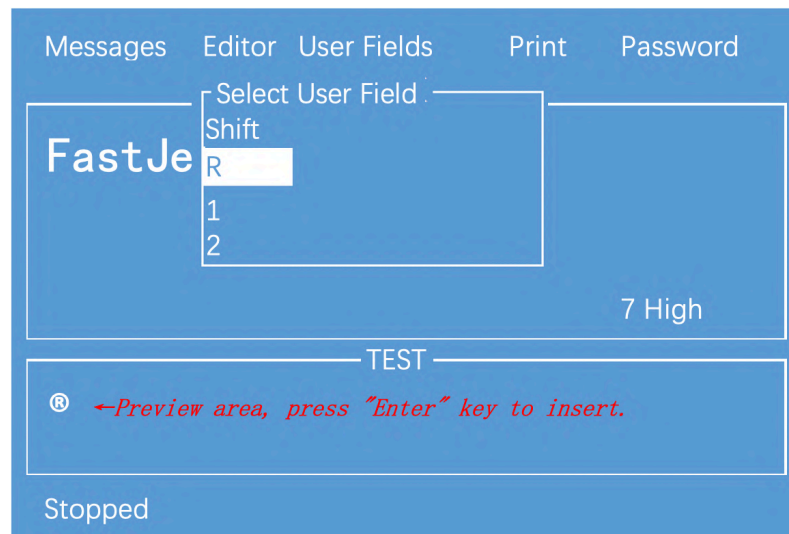 Messages Editor User Fields Print Password
Select User Field
Shift
FastJe
R
1
2
7 High
TEST
® ←Preview area, press "Enter" key to insert.
Stopped